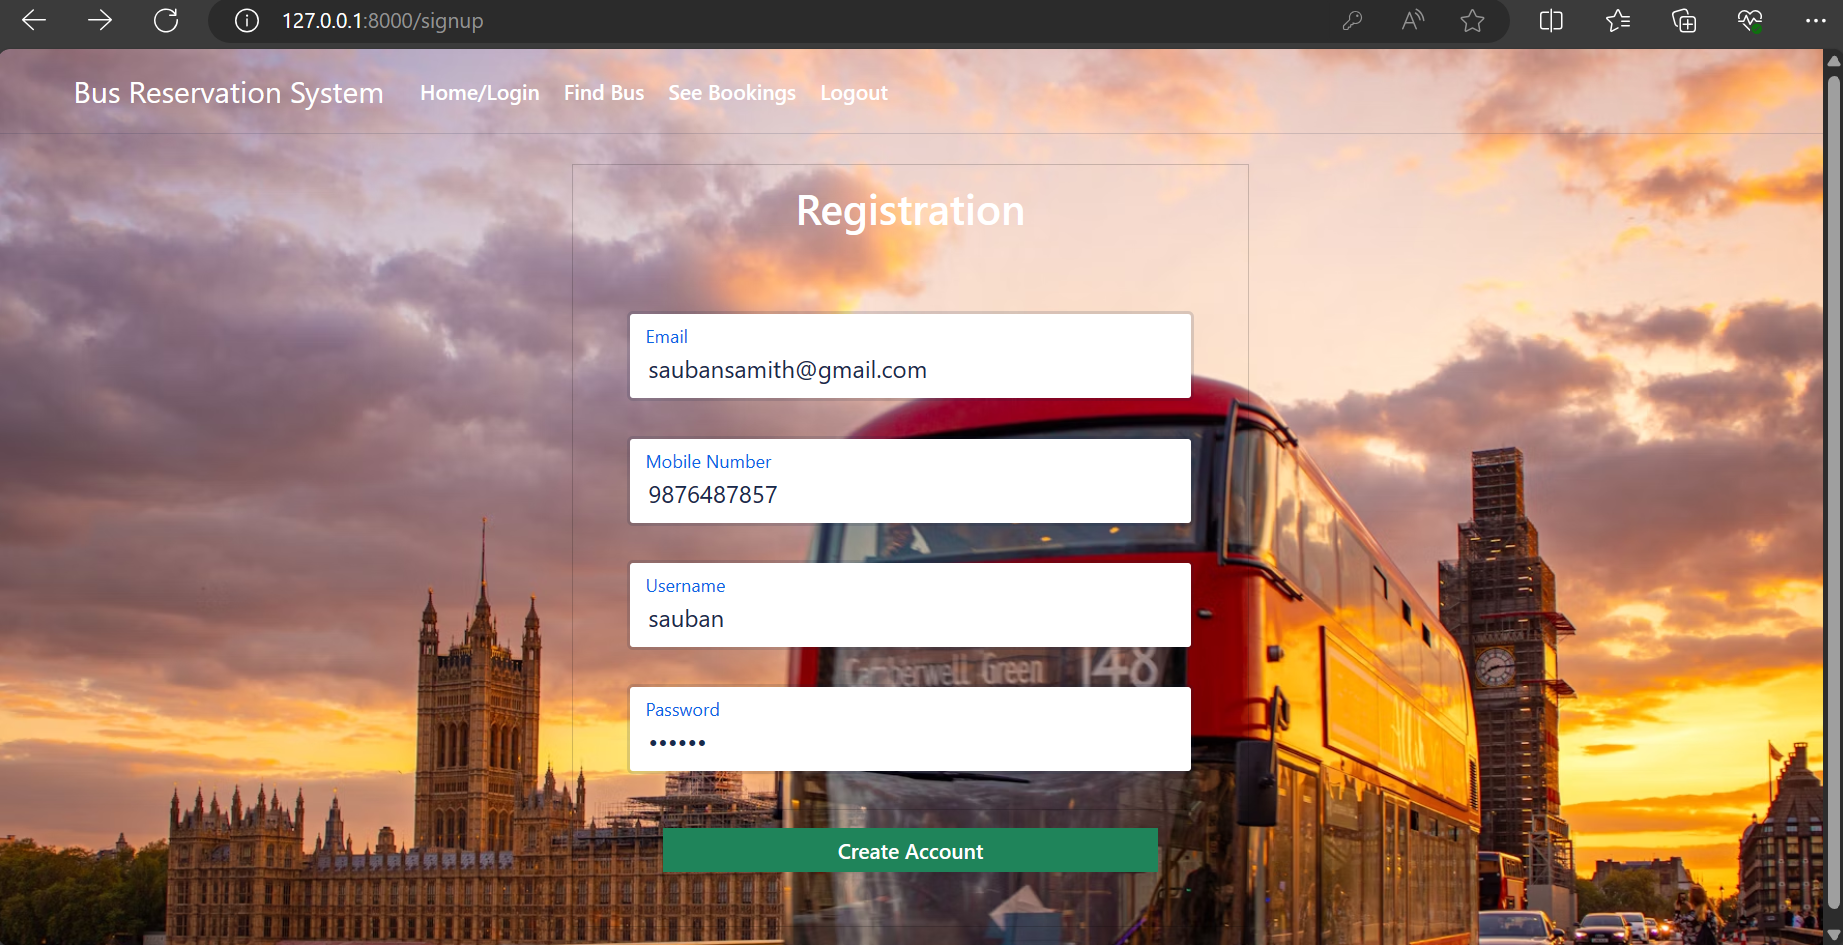 127.0.0.1:8000/signup
Bus Reservation System Home/Login Find Bus See Bookings Logout
Registration
Email
saubansamith@gmail.com
Mobile Number
9876487857
Username
sauban
Camberwell Green 148
Password
••••••
Create Account